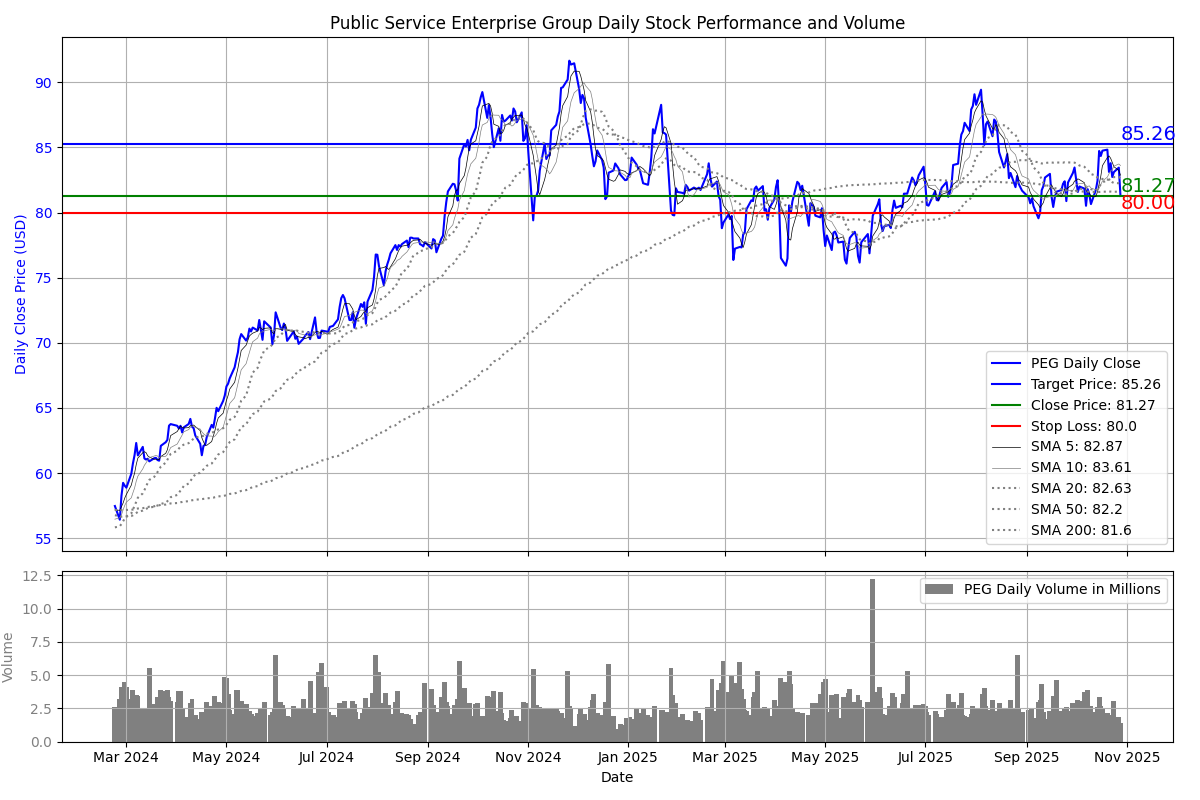 Public Service Enterprise Group Daily Stock Performance and Volume
Daily Close Price (USD)
90
85
80
75
70
65
60
55
85.26
81.27
80.00
PEG Daily Close
Target Price: 85.26
Close Price: 81.27
Stop Loss: 80.0
SMA 5: 82.87
SMA 10: 83.61
SMA 20: 82.63
SMA 50: 82.2
SMA 200: 81.6
Volume
12.5
10.0
7.5
5.0
2.5
0.0
PEG Daily Volume in Millions
Mar 2024 May 2024 Jul 2024 Sep 2024 Nov 2024 Jan 2025 Mar 2025 May 2025 Jul 2025 Sep 2025 Nov 2025
Date